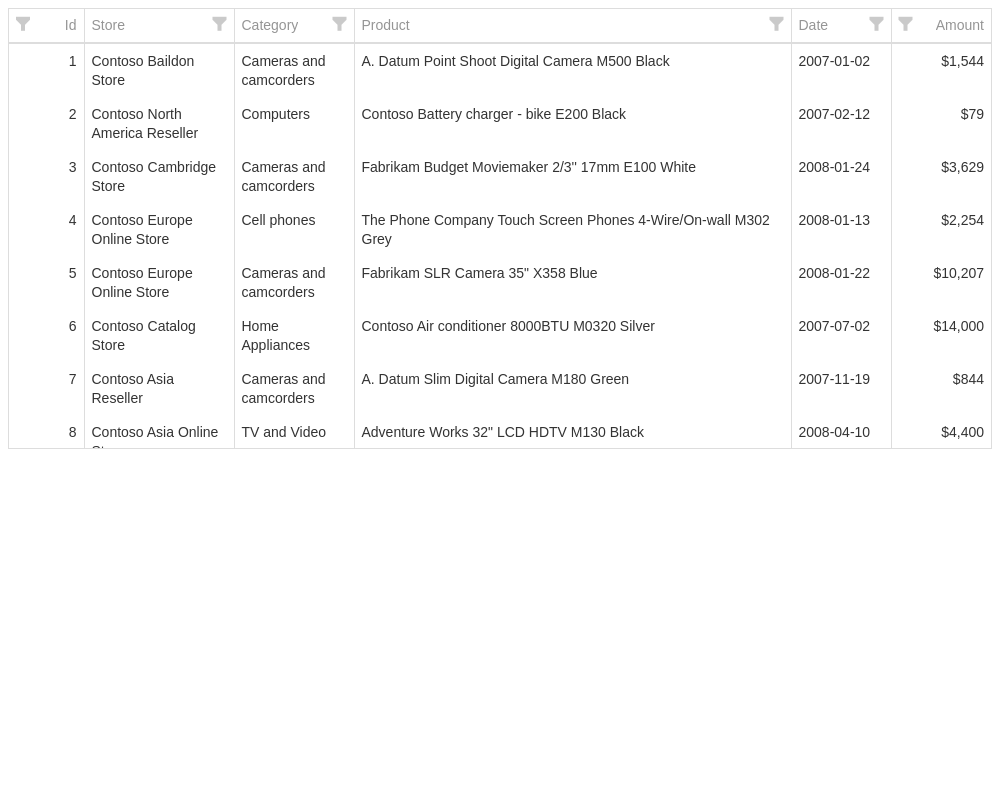 Id Store Category Product Date Amount
1 Contoso Baildon Cameras and A. Datum Point Shoot Digital Camera M500 Black 2007-01-02 $1,544
Store camcorders
2 Contoso North Computers Contoso Battery charger - bike E200 Black 2007-02-12 $79
America Reseller
3 Contoso Cambridge Cameras and Fabrikam Budget Moviemaker 2/3'' 17mm E100 White 2008-01-24 $3,629
Store camcorders
4 Contoso Europe Cell phones The Phone Company Touch Screen Phones 4-Wire/On-wall M302 2008-01-13 $2,254
Online Store Grey
5 Contoso Europe Cameras and Fabrikam SLR Camera 35" X358 Blue 2008-01-22 $10,207
Online Store camcorders
6 Contoso Catalog Home Contoso Air conditioner 8000BTU M0320 Silver 2007-07-02 $14,000
Store Appliances
7 Contoso Asia Cameras and A. Datum Slim Digital Camera M180 Green 2007-11-19 $844
Reseller camcorders
8 Contoso Asia Online TV and Video Adventure Works 32" LCD HDTV M130 Black 2008-04-10 $4,400